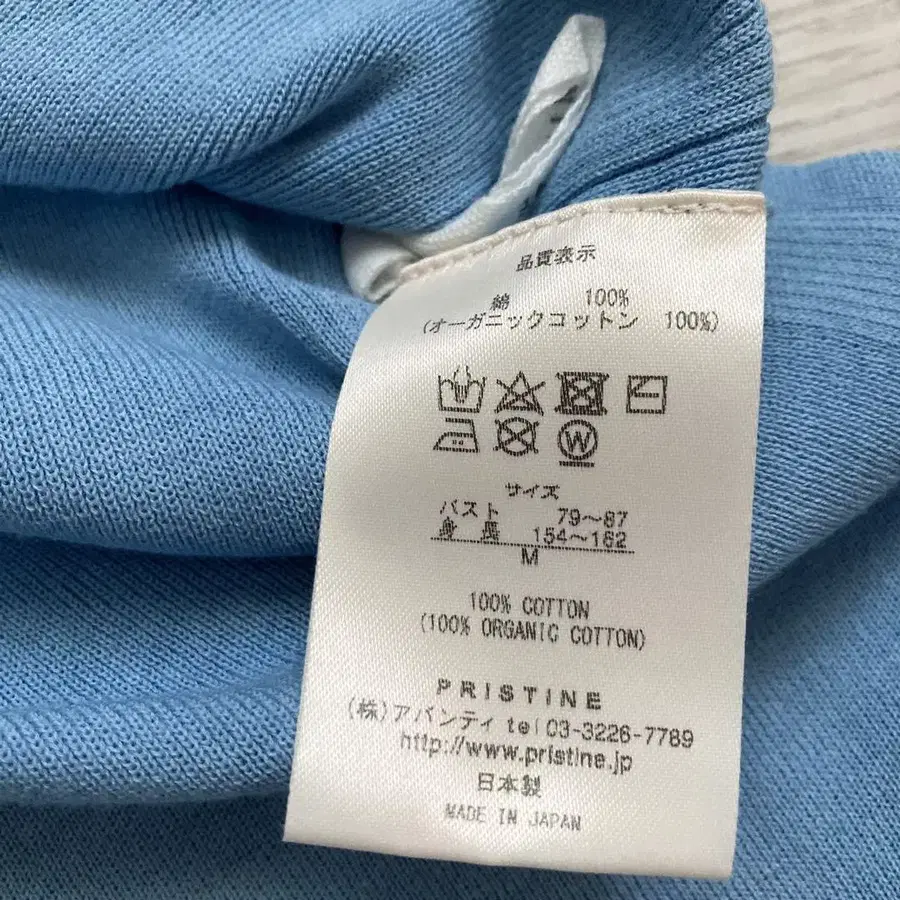 品質表示
綿 100%
(オーガニックコットン 100%)
W
サイズ
バスト 79～87
身長 154～162
M
100% COTTON
(100% ORGANIC COTTON)
PRISTINE
(株)アバンティ tel 03-3226-7789
http://www.pristine.jp
日本製
MADE IN JAPAN